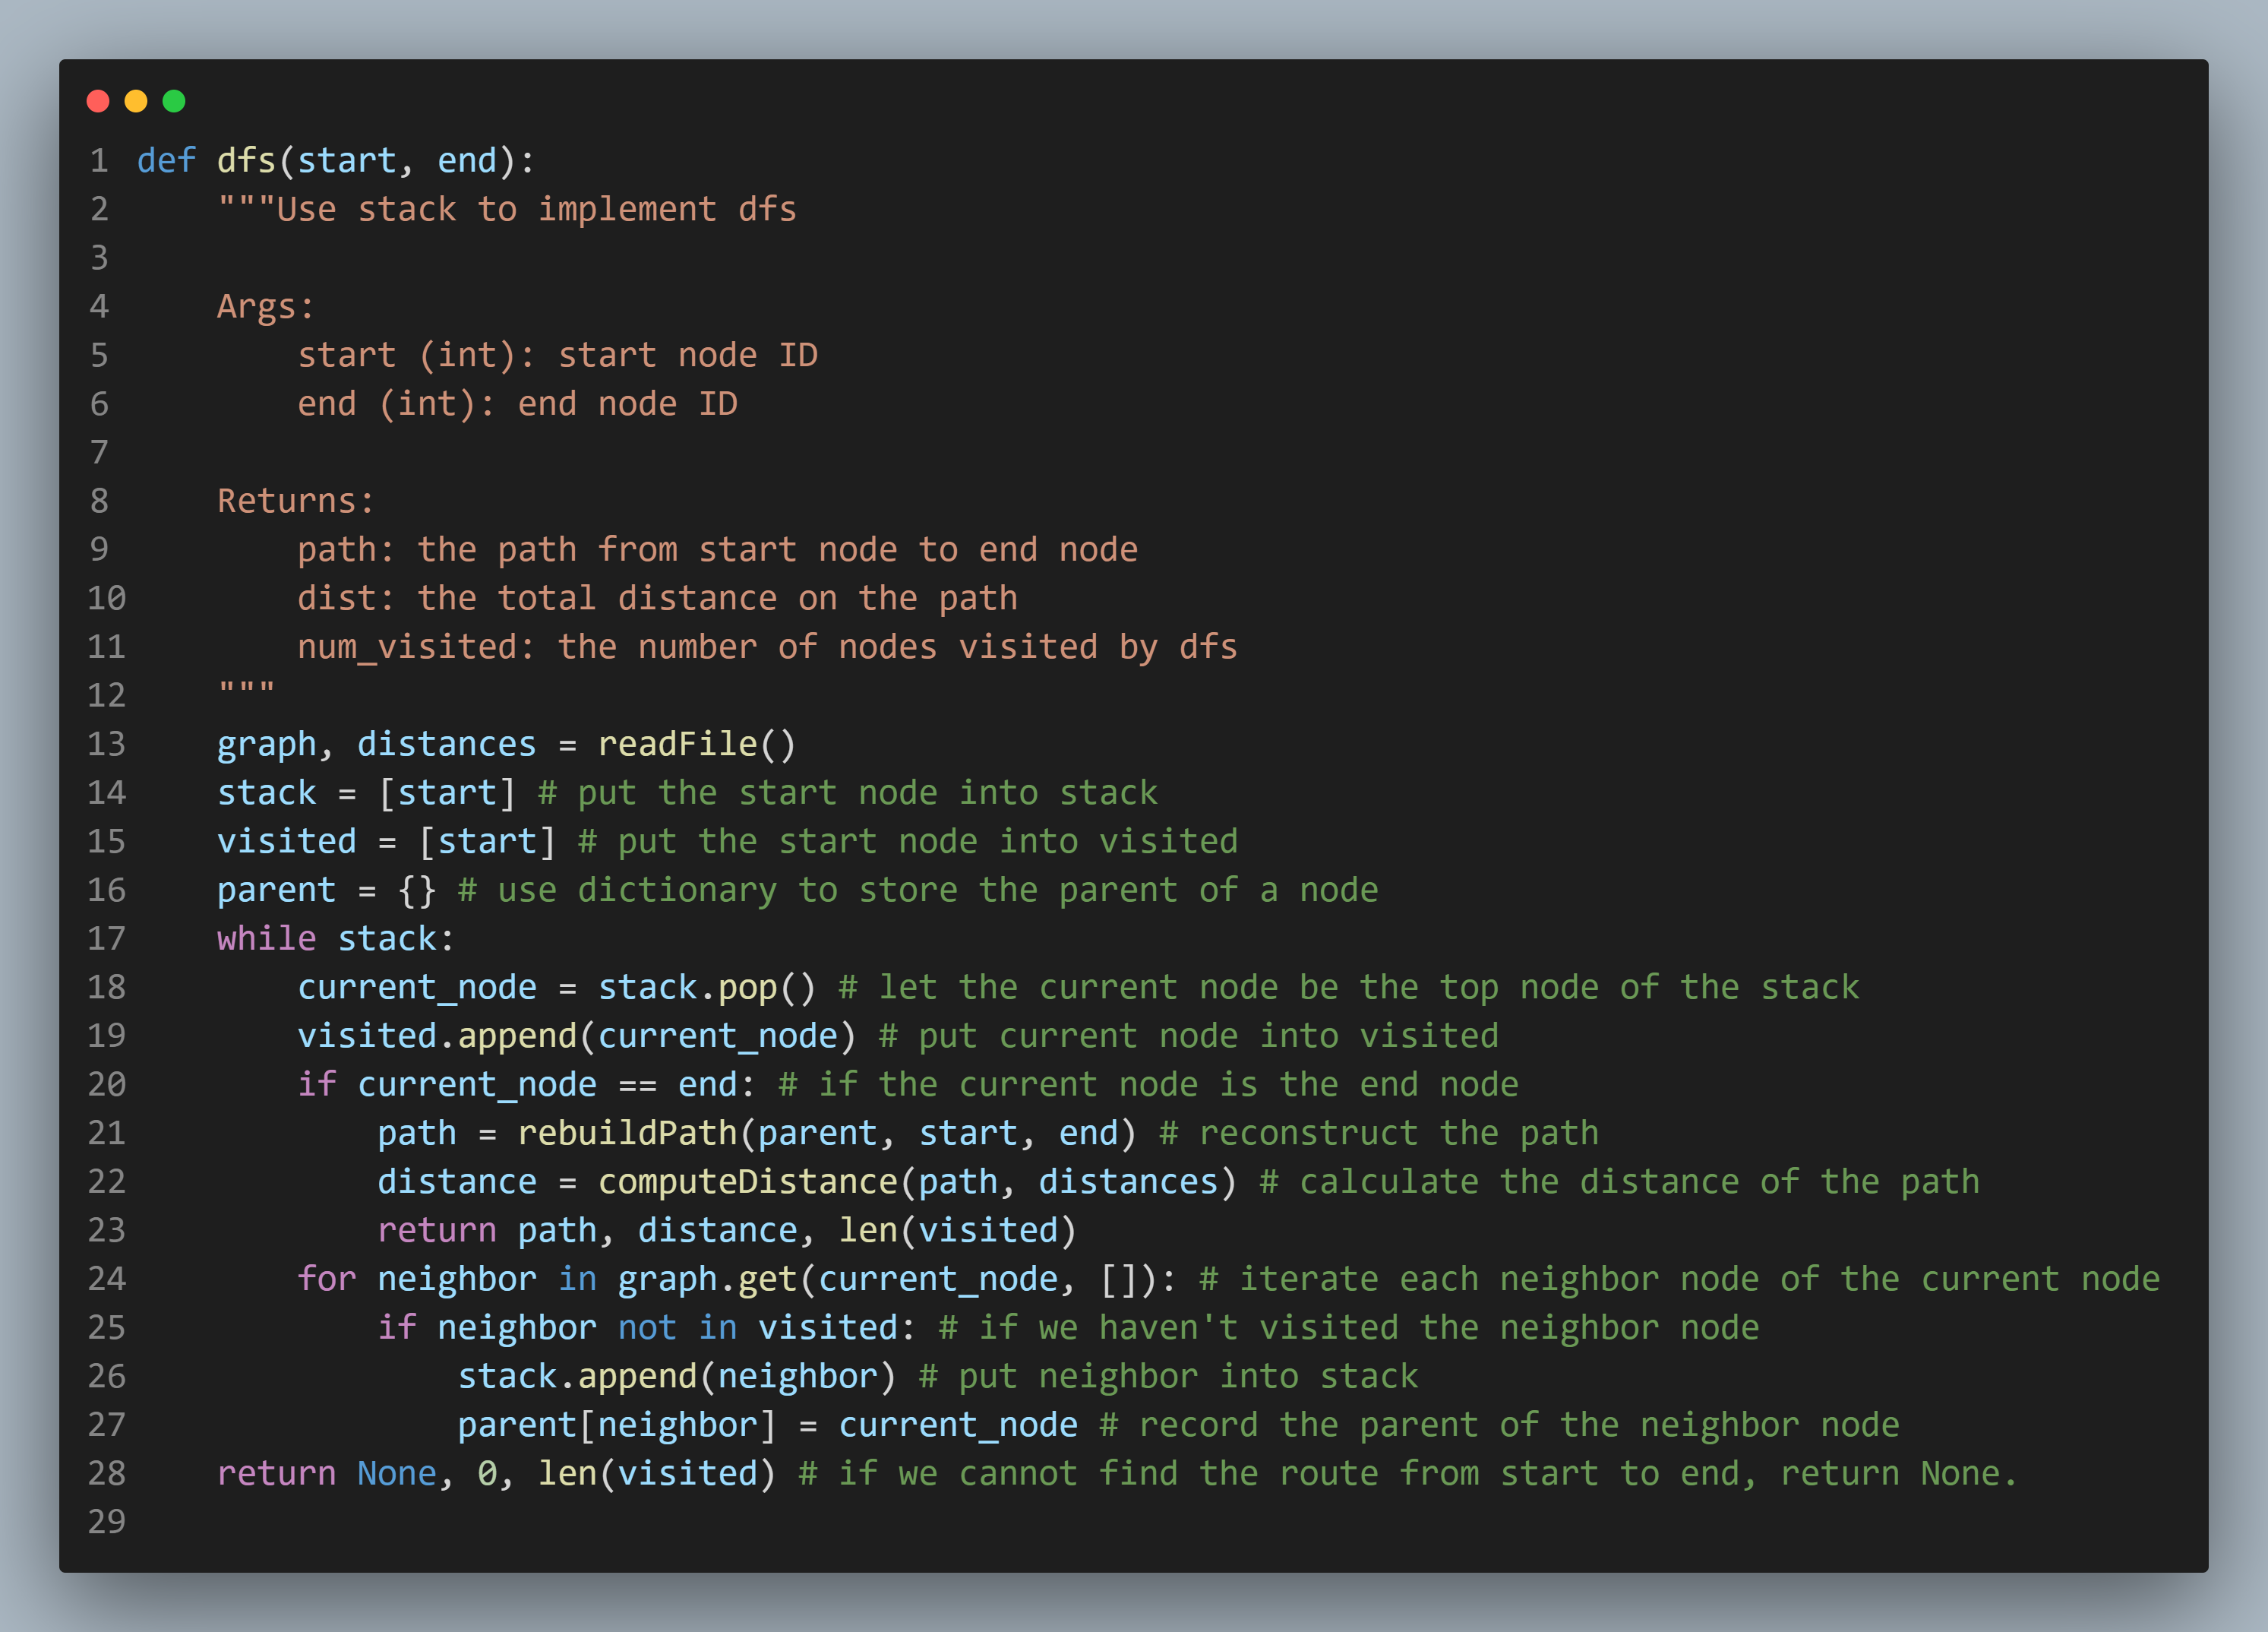 1 def dfs(start, end):
2     """Use stack to implement dfs
3
4     Args:
5         start (int): start node ID
6         end (int): end node ID
7
8     Returns:
9         path: the path from start node to end node
10         dist: the total distance on the path
11         num_visited: the number of nodes visited by dfs
12     """
13     graph, distances = readFile()
14     stack = [start] # put the start node into stack
15     visited = [start] # put the start node into visited
16     parent = {} # use dictionary to store the parent of a node
17     while stack:
18         current_node = stack.pop() # let the current node be the top node of the stack
19         visited.append(current_node) # put current node into visited
20         if current_node == end: # if the current node is the end node
21             path = rebuildPath(parent, start, end) # reconstruct the path
22             distance = computeDistance(path, distances) # calculate the distance of the path
23             return path, distance, len(visited)
24         for neighbor in graph.get(current_node, []): # iterate each neighbor node of the current node
25             if neighbor not in visited: # if we haven't visited the neighbor node
26                 stack.append(neighbor) # put neighbor into stack
27                 parent[neighbor] = current_node # record the parent of the neighbor node
28     return None, 0, len(visited) # if we cannot find the route from start to end, return None.
29